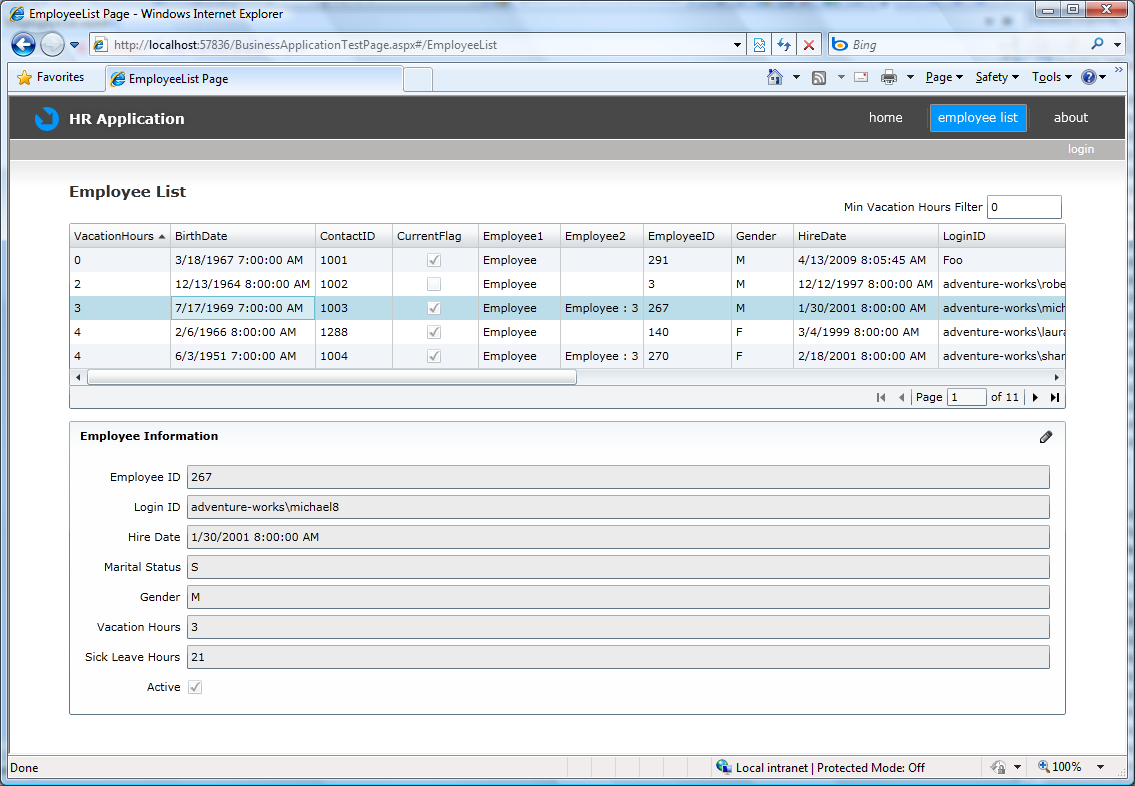 EmployeeList Page - Windows Internet Explorer
http://localhost:57836/BusinessApplicationTestPage.aspx#/EmployeeList
Bing
Favorites EmployeeList Page Page Safety Tools
HR Application home employee list about
login
Employee List
Min Vacation Hours Filter 0
VacationHours BirthDate ContactID CurrentFlag Employee1 Employee2 EmployeeID Gender HireDate LoginID
0 3/18/1967 7:00:00 AM 1001 Employee 291 M 4/13/2009 8:05:45 AM Foo
2 12/13/1964 8:00:00 AM 1002 Employee 3 M 12/12/1997 8:00:00 AM adventure-works\robe
3 7/17/1969 7:00:00 AM 1003 Employee Employee : 3 267 M 1/30/2001 8:00:00 AM adventure-works\mich
4 2/6/1966 8:00:00 AM 1288 Employee 140 F 3/4/1999 8:00:00 AM adventure-works\laura
4 6/3/1951 7:00:00 AM 1004 Employee Employee : 3 270 F 2/18/2001 8:00:00 AM adventure-works\shar
Page 1 of 11
Employee Information
Employee ID 267
Login ID adventure-works\michael8
Hire Date 1/30/2001 8:00:00 AM
Marital Status S
Gender M
Vacation Hours 3
Sick Leave Hours 21
Active
Done Local intranet | Protected Mode: Off 100%